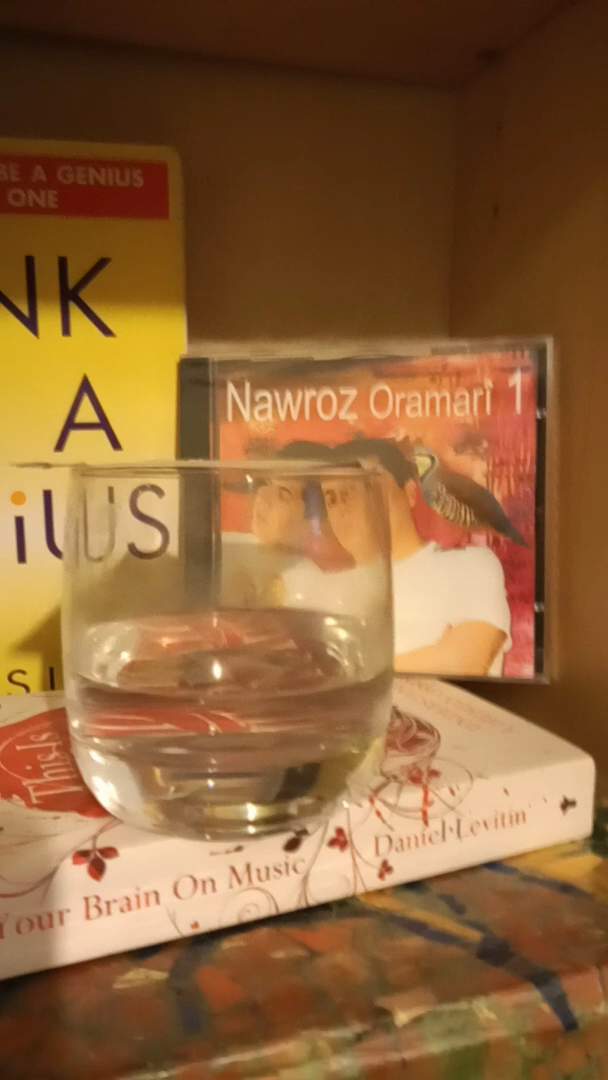 BE A GENIUS
ONE
NK
A
iUS
Nawroz Oramari 1
This Is
Your Brain On Music
Daniel Levitin